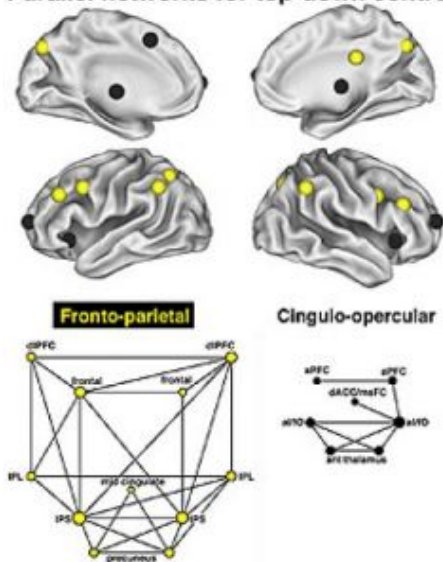 Parallel networks for top-down control
Fronto-parietal
Cingulo-opercular
dlPFC
dlPFC
frontal
frontal
aPFC
aPFC
dACC/msFC
aI/fO
aI/fO
ant thalamus
IPL
mid cingulate
IPL
IPS
IPS
precuneus